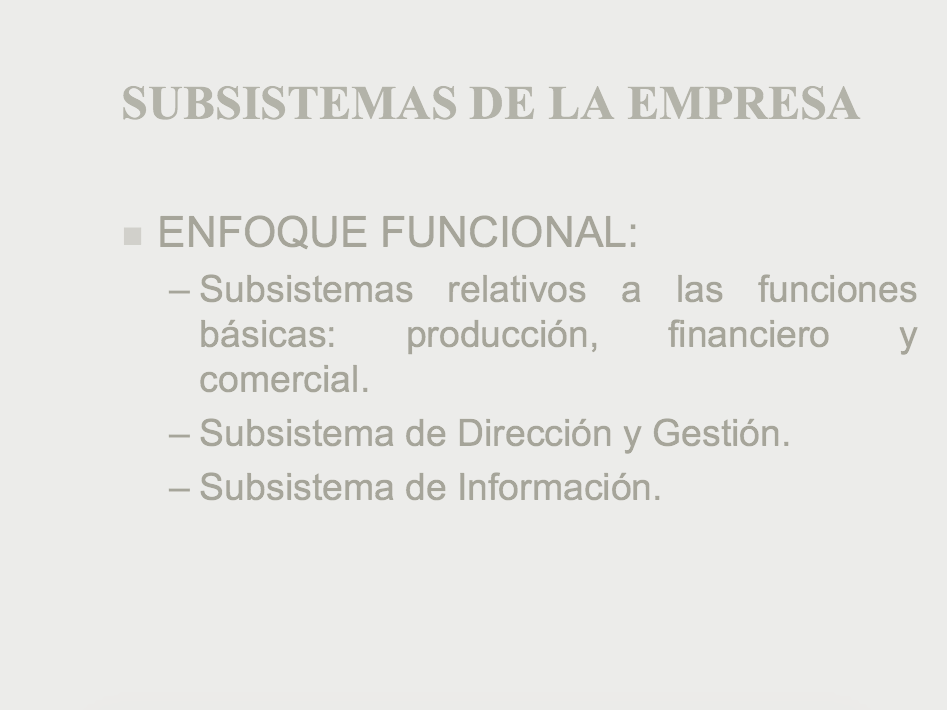 SUBSISTEMAS DE LA EMPRESA
ENFOQUE FUNCIONAL:
– Subsistemas relativos a las funciones
básicas: producción, financiero y
comercial.
– Subsistema de Dirección y Gestión.
– Subsistema de Información.